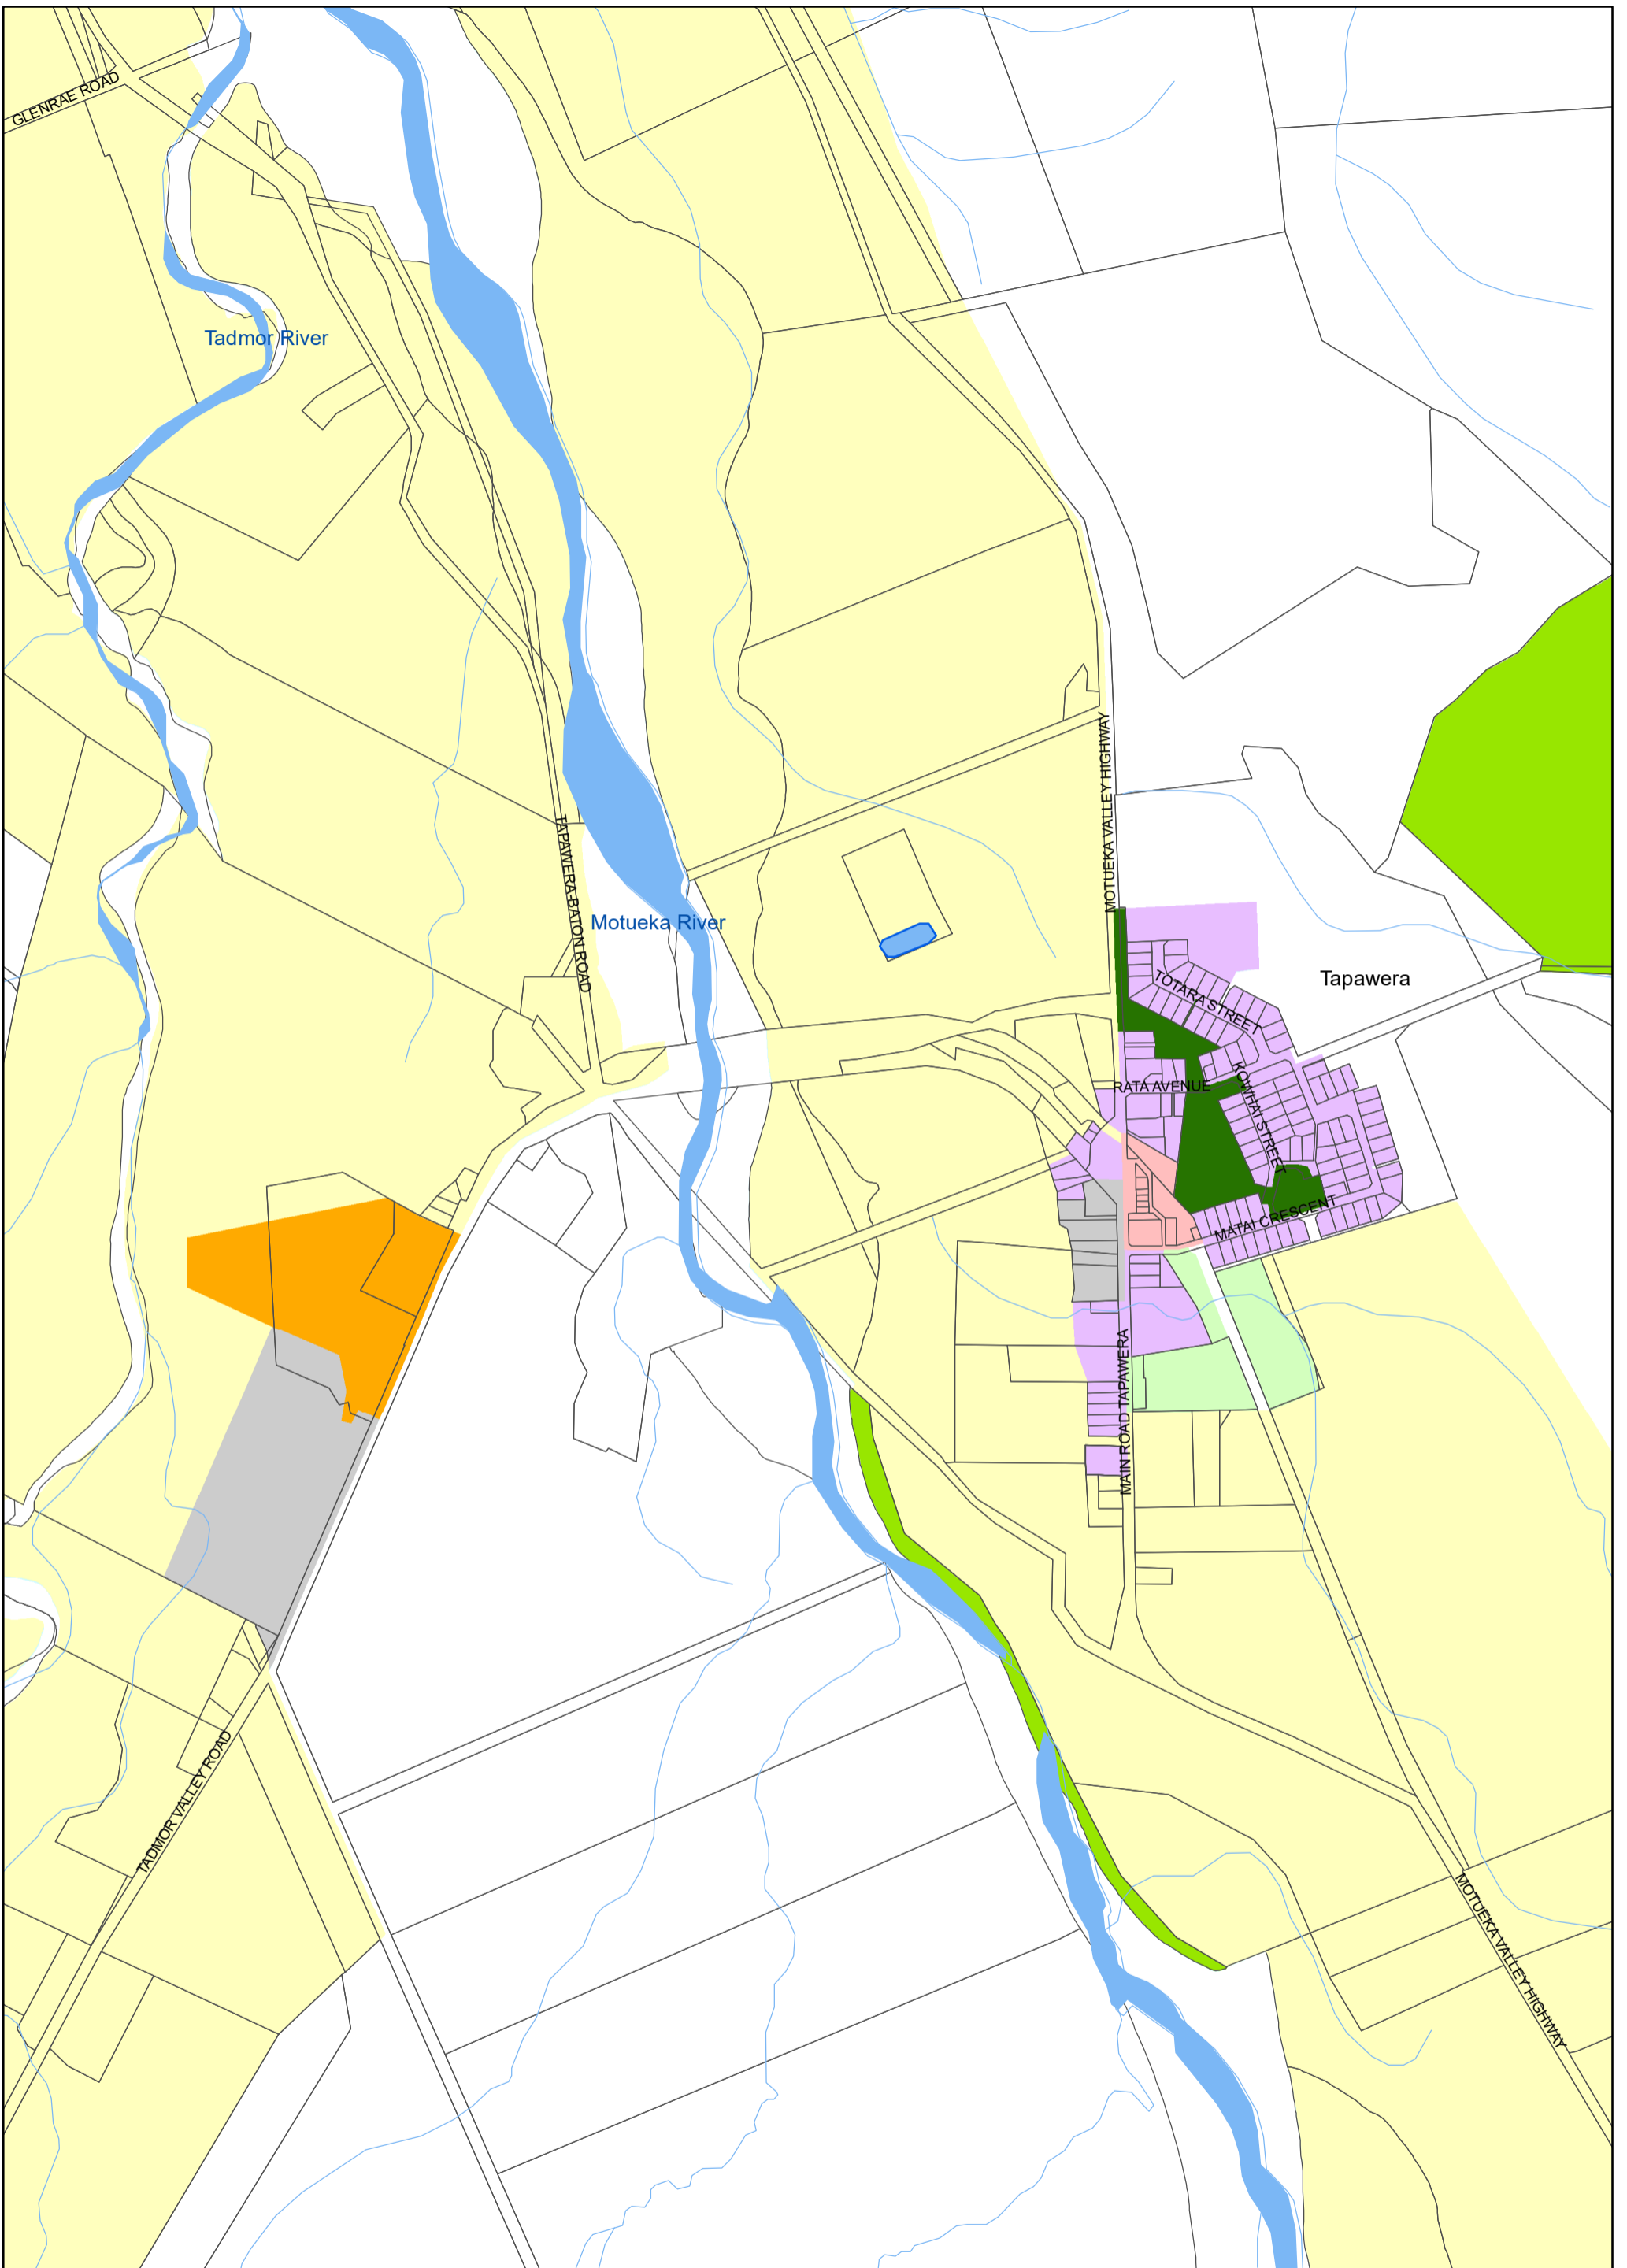 GLENRAE ROAD
Tadmor River
MOTUEKA VALLEY HIGHWAY
TAPAWERA-BATON ROAD
Motueka River
Tapawera
TOTARA STREET
RATA AVENUE
KOWHAI STREET
MATAI CRESCENT
MAIN ROAD TAPAWERA
TADMOR VALLEY ROAD
MOTUEKA VALLEY HIGHWAY